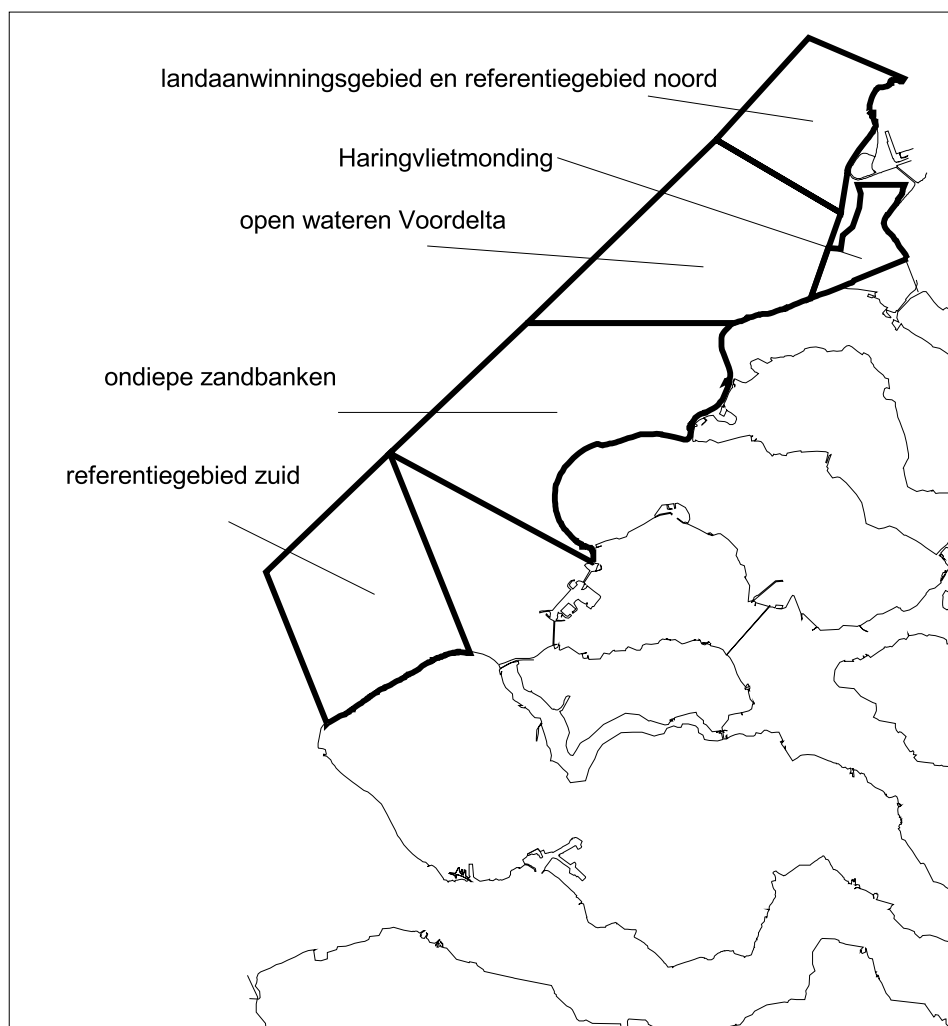 landaanwinningsgebied en referentiegebied noord
Haringvlietmonding
open wateren Voordelta
ondiepe zandbanken
referentiegebied zuid